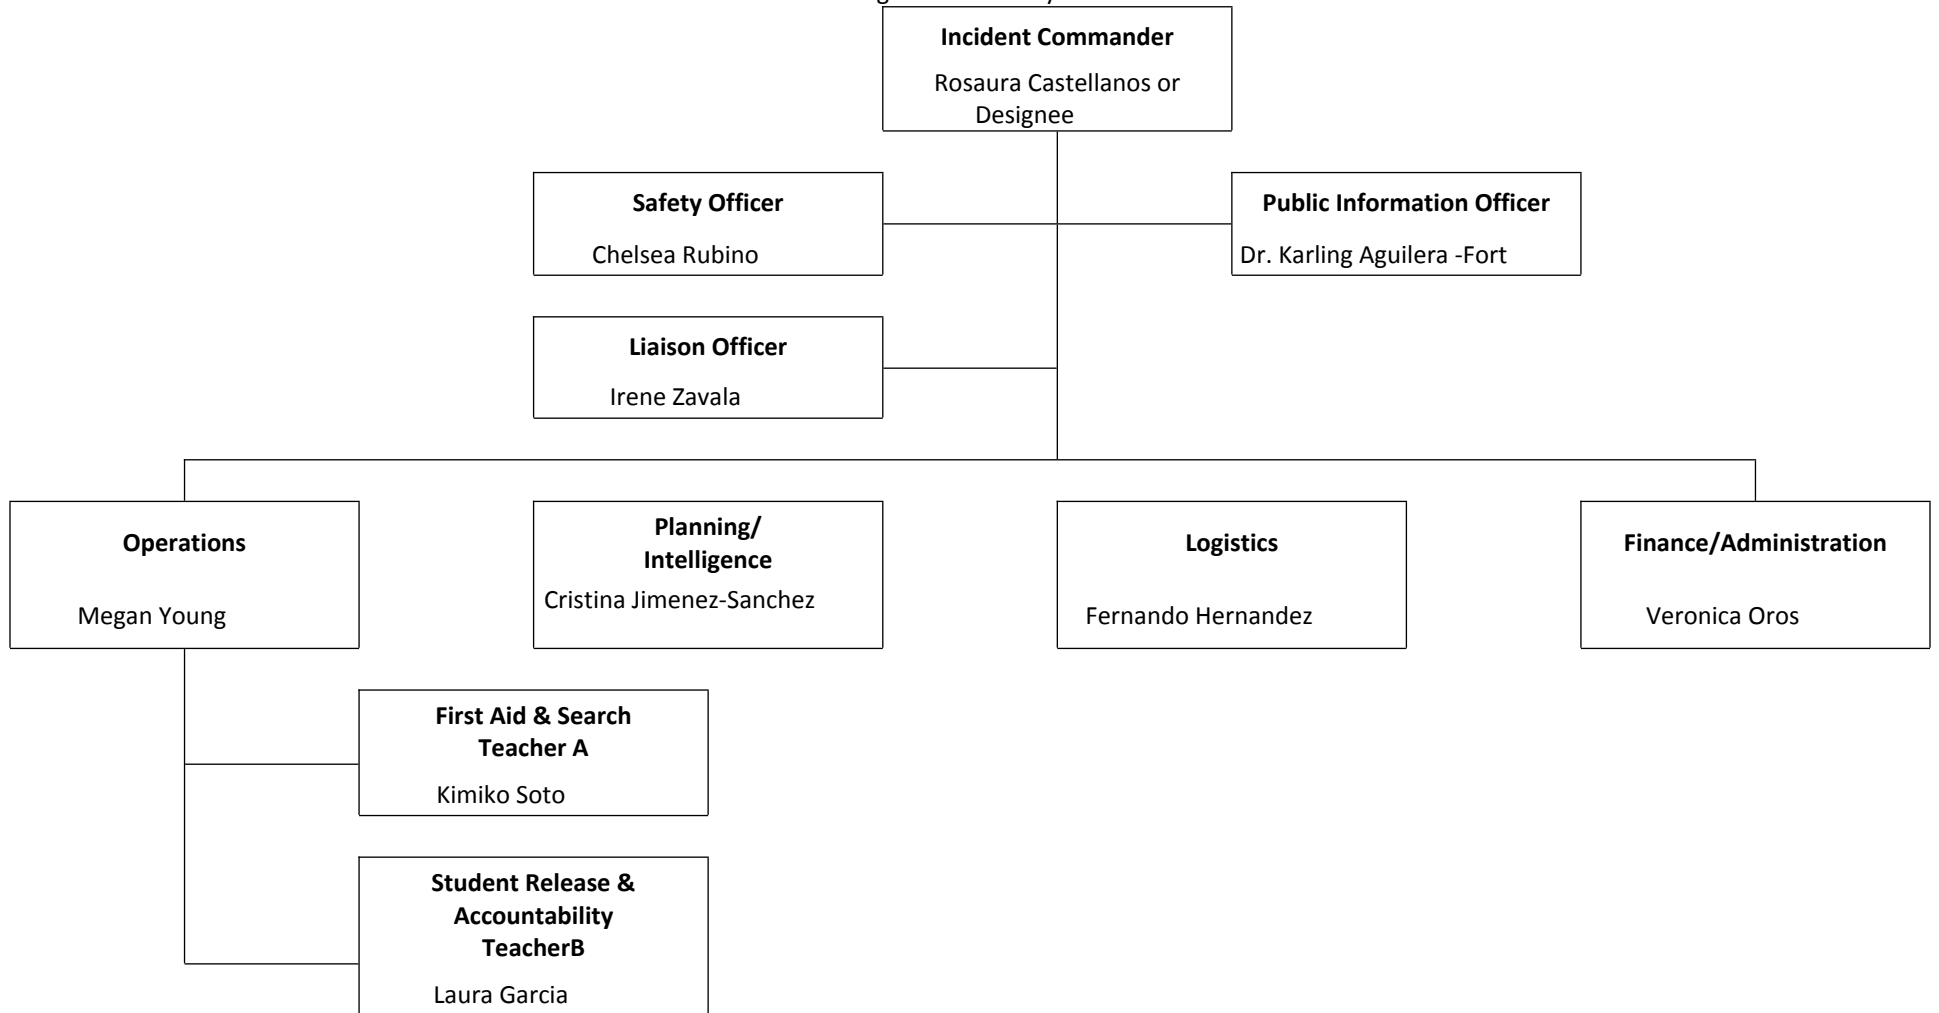 Incident Commander
Rosaura Castellanos or
Designee
Safety Officer
Chelsea Rubino
Public Information Officer
Dr. Karling Aguilera -Fort
Liaison Officer
Irene Zavala
Operations
Megan Young
Planning/
Intelligence
Cristina Jimenez-Sanchez
Logistics
Fernando Hernandez
Finance/Administration
Veronica Oros
First Aid & Search
Teacher A
Kimiko Soto
Student Release &
Accountability
TeacherB
Laura Garcia